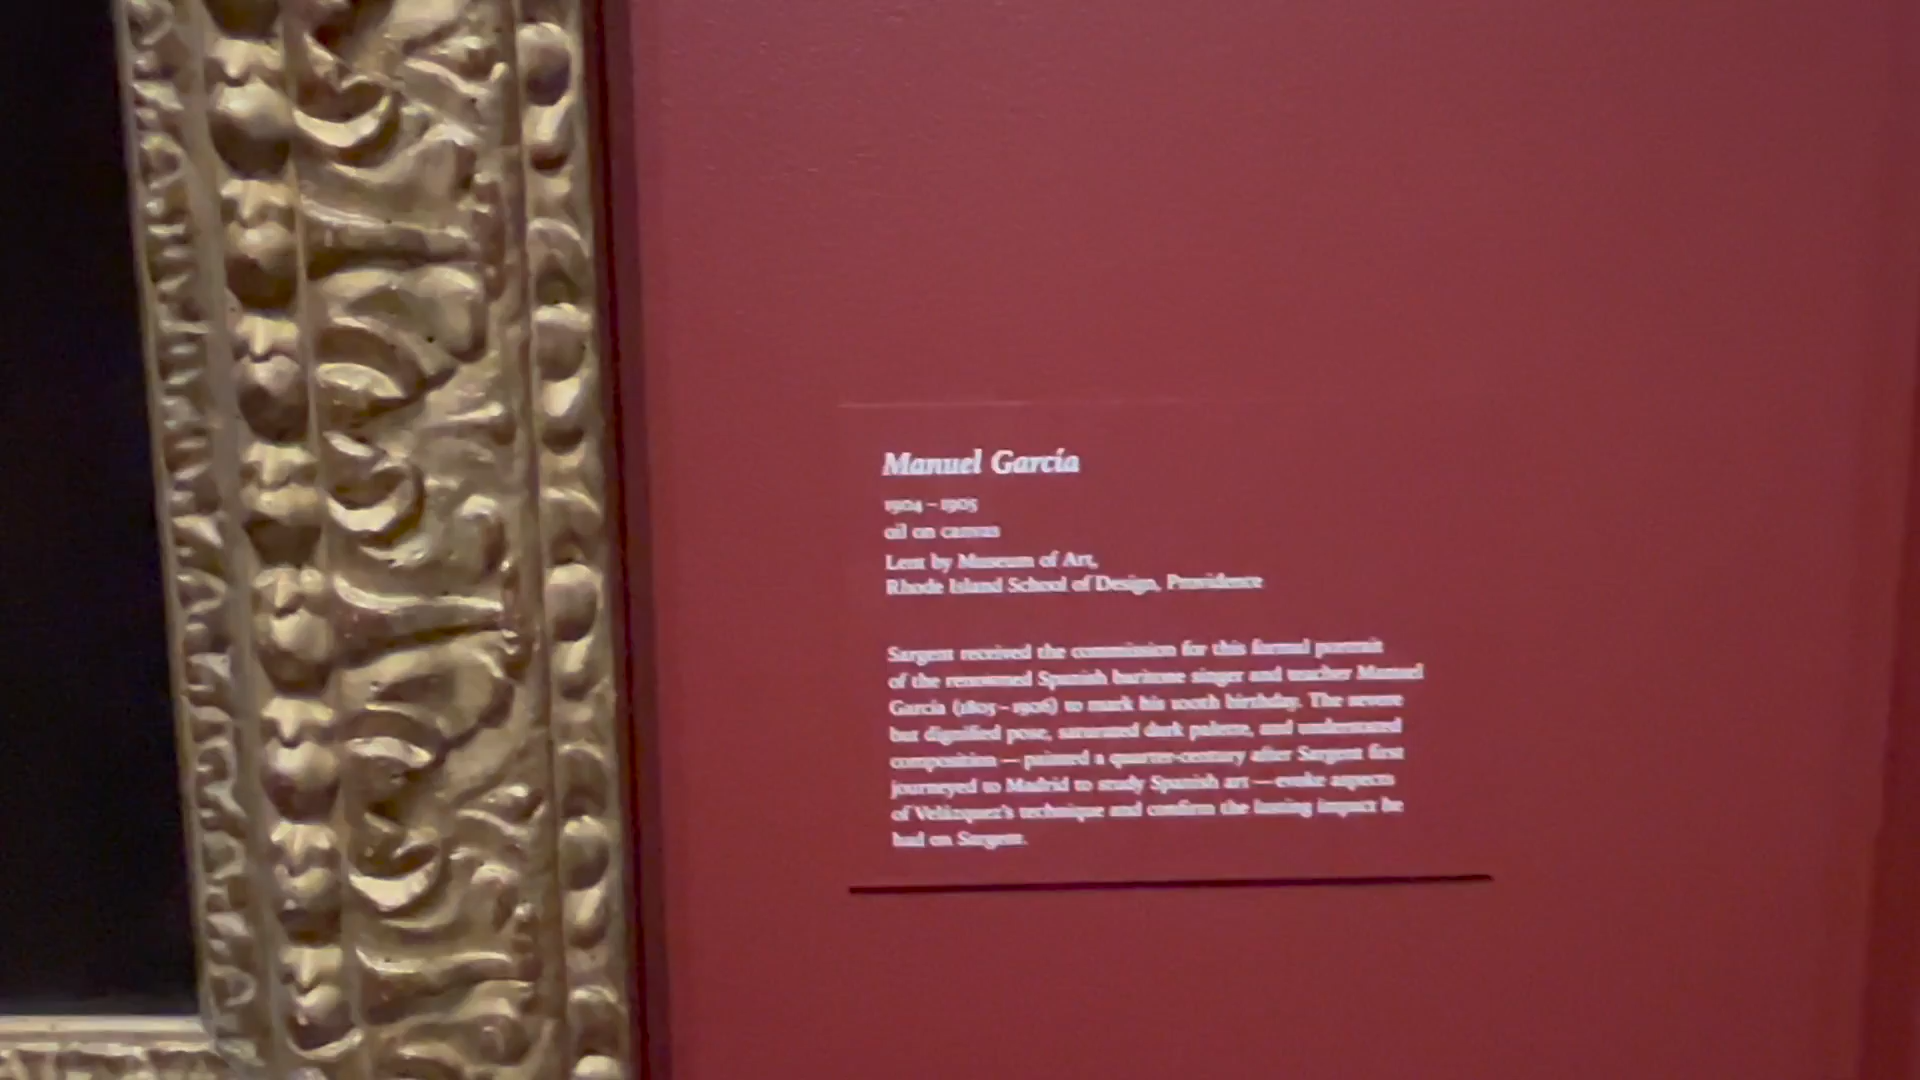 Manuel García
1904 – 1905
oil on canvas
Lent by Museum of Art,
Rhode Island School of Design, Providence
Sargent received the commission for this formal portrait
of the renowned Spanish baritone singer and teacher Manuel
García (1805 – 1906) to mark his 100th birthday. The severe
but dignified pose, saturated dark palette, and understated
composition — painted a quarter-century after Sargent first
journeyed to Madrid to study Spanish art — evoke aspects
of Velázquez's technique and confirm the lasting impact he
had on Sargent.